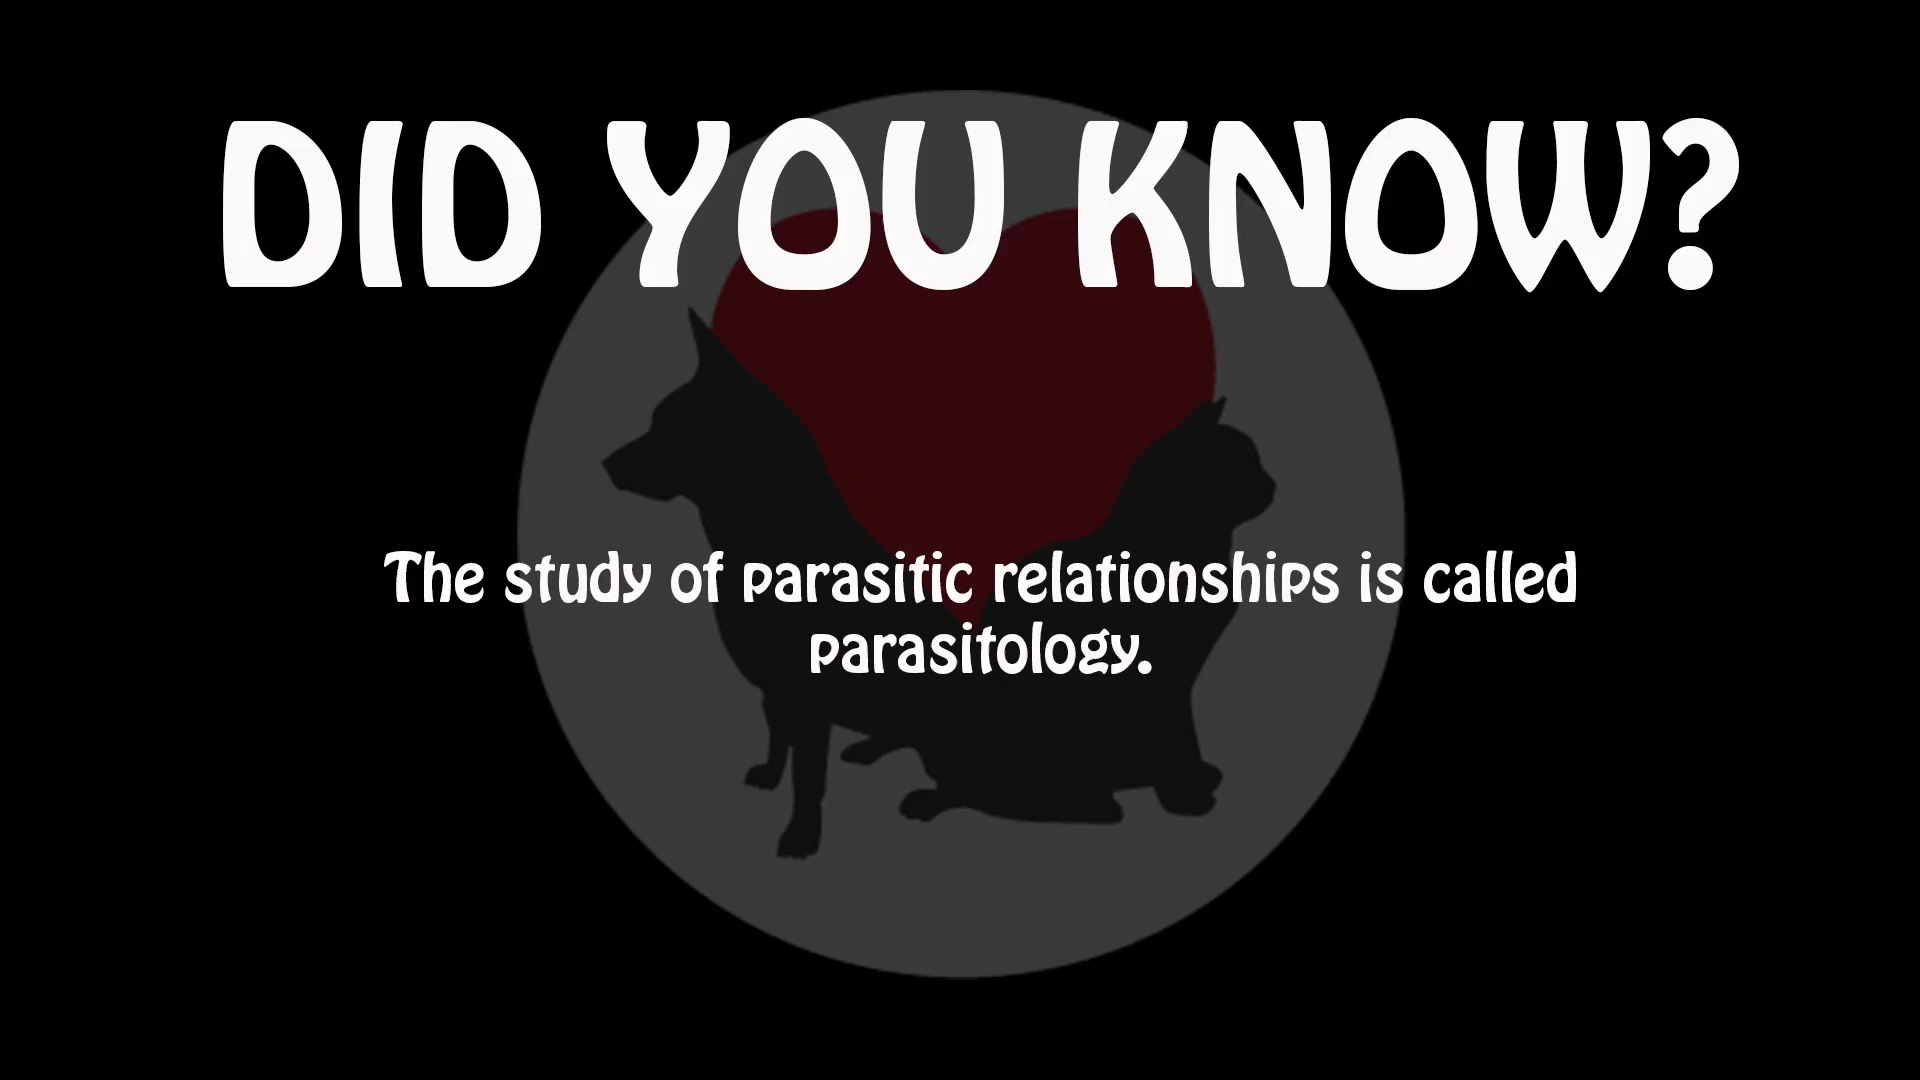 DID YOU KNOW?
The study of parasitic relationships is called
parasitology.